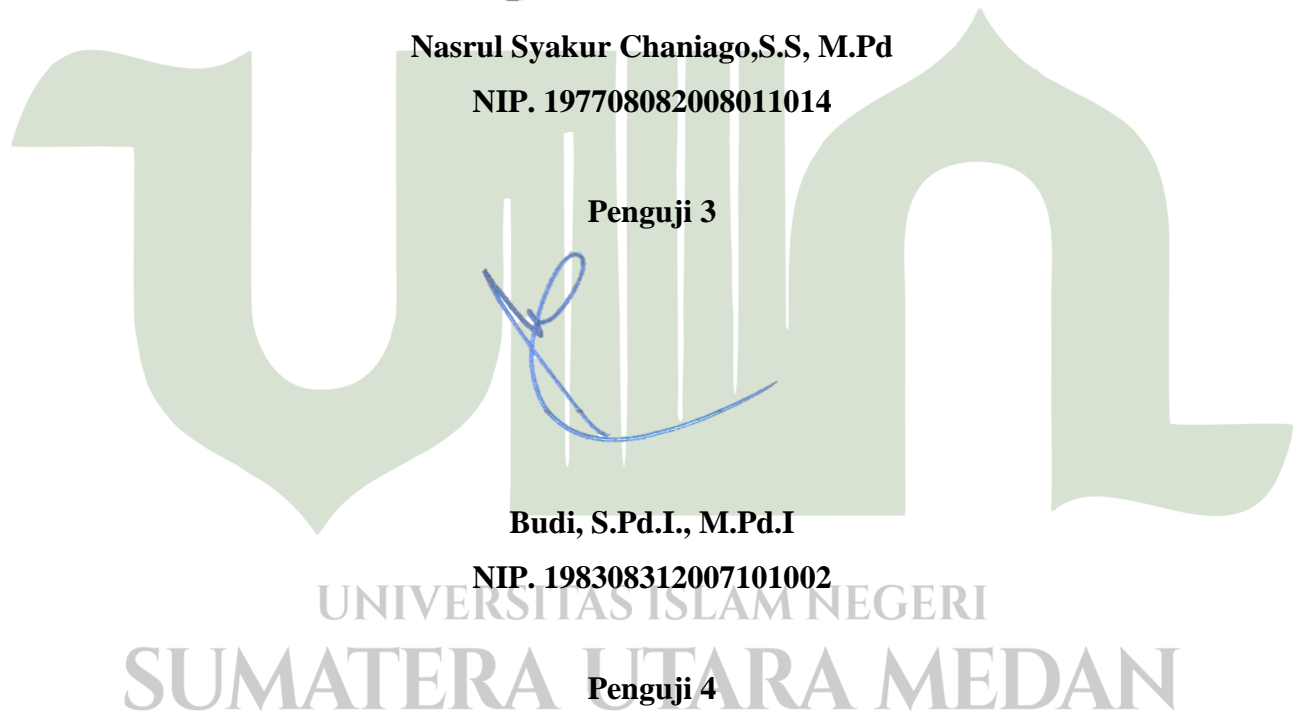 Nasrul Syakur Chaniago,S.S, M.Pd
NIP. 197708082008011014
Penguji 3
Budi, S.Pd.I., M.Pd.I
NIP. 198308312007101002
UNIVERSITAS ISLAM NEGERI
SUMATERA UTARA MEDAN
Penguji 4